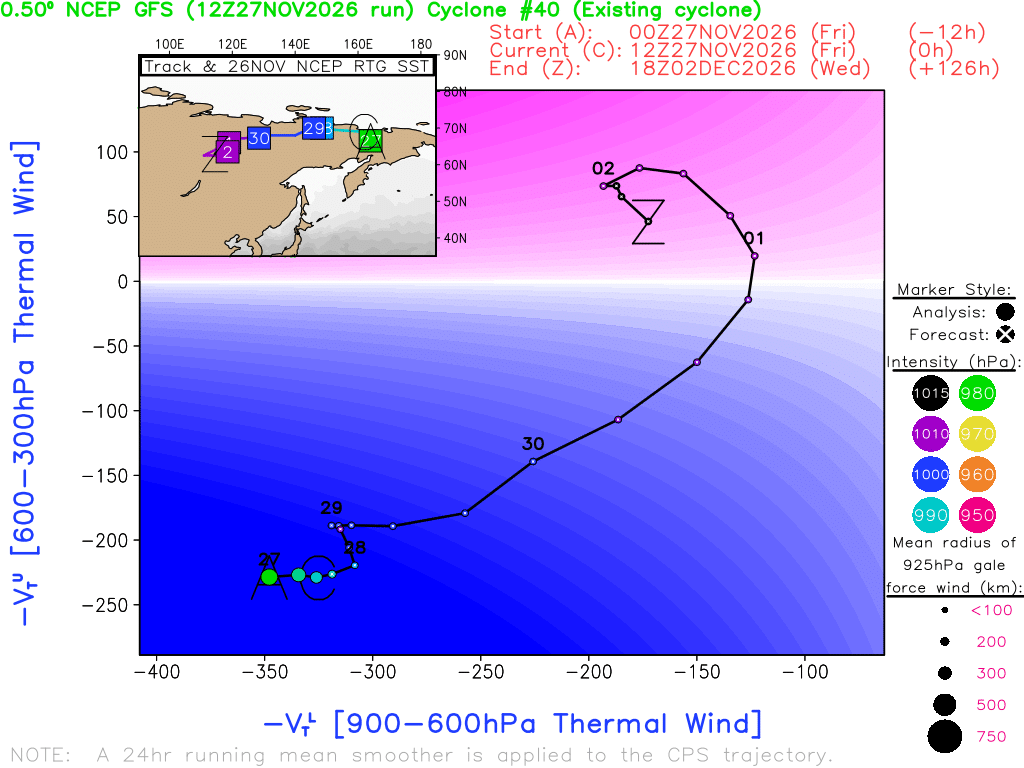 0.50° NCEP GFS (12Z27NOV2026 run) Cyclone #40 (Existing cyclone)
Start (A): 00Z27NOV2026 (Fri) (−12h)
Current (C): 12Z27NOV2026 (Fri) (0h)
End (Z): 18Z02DEC2026 (Wed) (+126h)
100E 120E 140E 160E 180
Track & 26NOV NCEP RTG SST
90N
80N
70N
60N
50N
40N
30 29 8 27
2
A
C
Z
−V_T^U [600−300hPa Thermal Wind]
100
50
0
−50
−100
−150
−200
−250
02
Z
01
30
29
28
27
A
C
−400 −350 −300 −250 −200 −150 −100
−V_T^L [900−600hPa Thermal Wind]
Marker Style:
Analysis:
Forecast:
Intensity (hPa):
1015 980
1010 970
1000 960
990 950
Mean radius of
925hPa gale
force wind (km):
<100
200
300
500
750
NOTE: A 24hr running mean smoother is applied to the CPS trajectory.